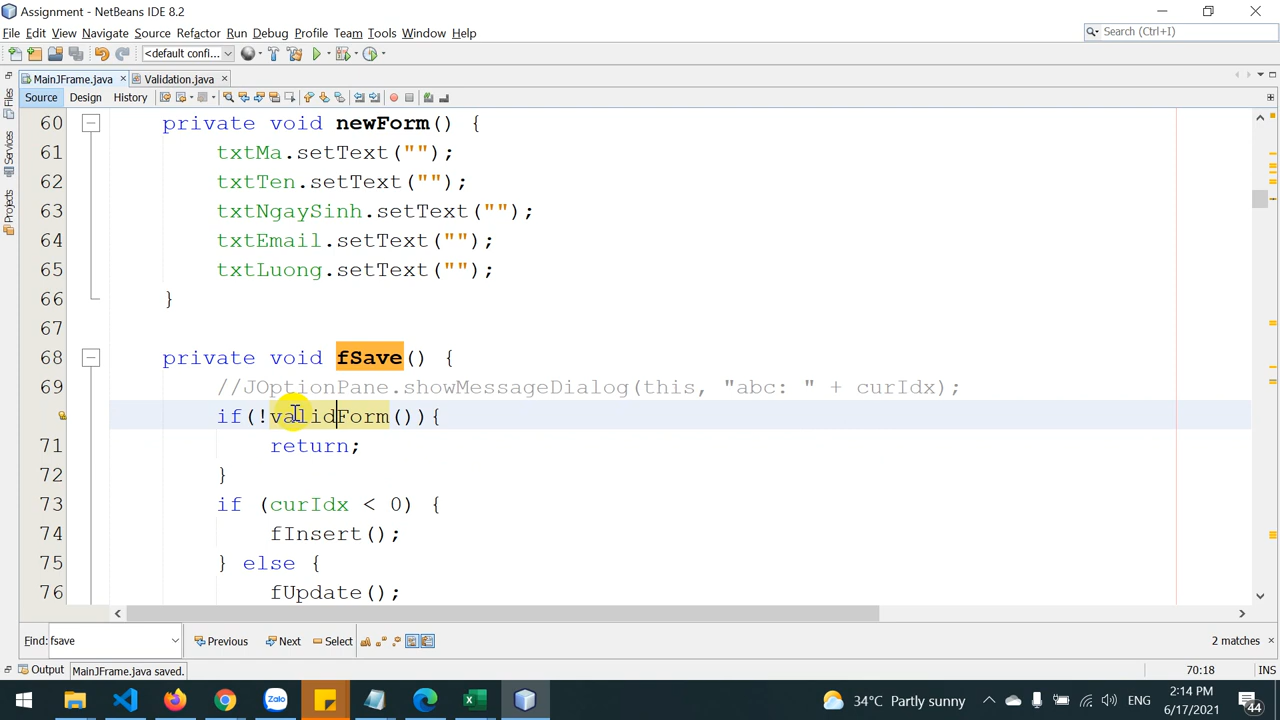 Assignment - NetBeans IDE 8.2
File Edit View Navigate Source Refactor Run Debug Profile Team Tools Window Help
Search (Ctrl+I)
<default confi...
MainJFrame.java
Validation.java
Source Design History
Files
Services
Projects
60 private void newForm() {
61 txtMa.setText("");
62 txtTen.setText("");
63 txtNgaySinh.setText("");
64 txtEmail.setText("");
65 txtLuong.setText("");
66 }
67
68 private void fSave() {
69 //JOptionPane.showMessageDialog(this, "abc: " + curIdx);
if(!validForm()){
71 return;
72 }
73 if (curIdx < 0) {
74 fInsert();
75 } else {
76 fUpdate();
Find: fsave Previous Next Select 2 matches
Output MainJFrame.java saved. 70:18 INS
Zalo
34°C Partly sunny
ENG
2:14 PM
6/17/2021
44